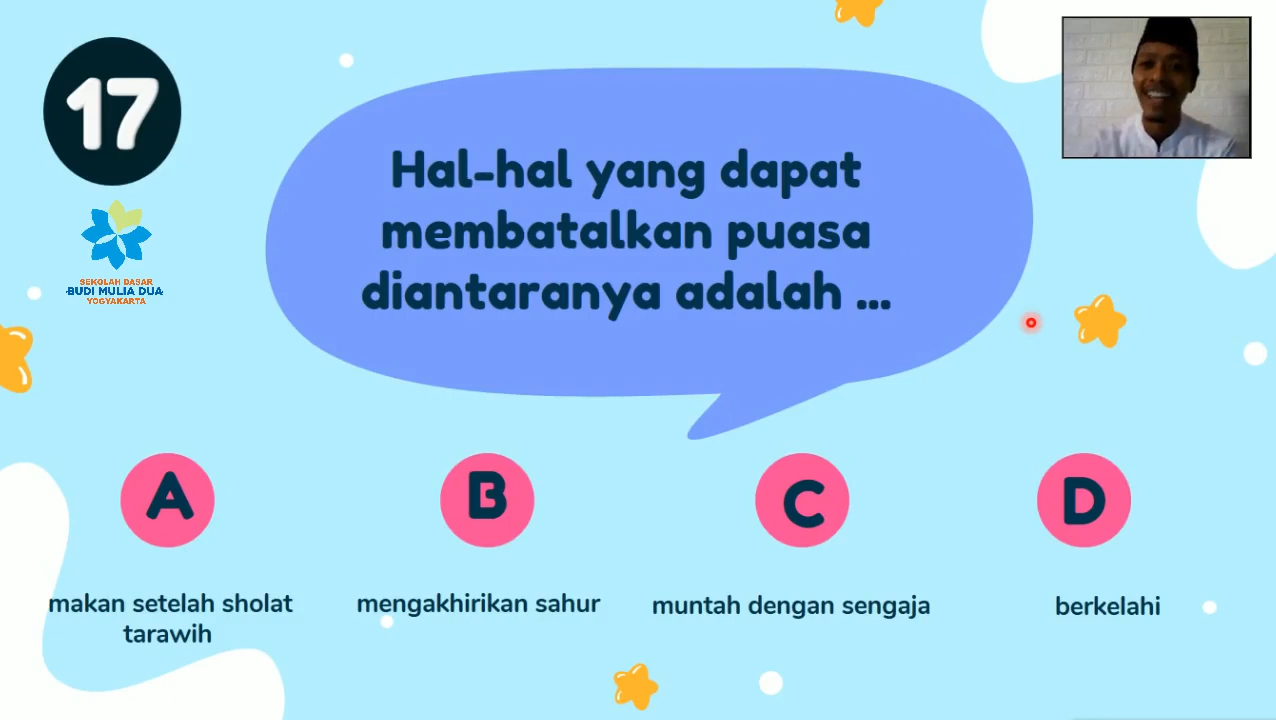 17
SEKOLAH DASAR
BUDI MULIA DUA
YOGYAKARTA
Hal-hal yang dapat
membatalkan puasa
diantaranya adalah ...
A
makan setelah sholat
tarawih
B
mengakhirikan sahur
C
muntah dengan sengaja
D
berkelahi